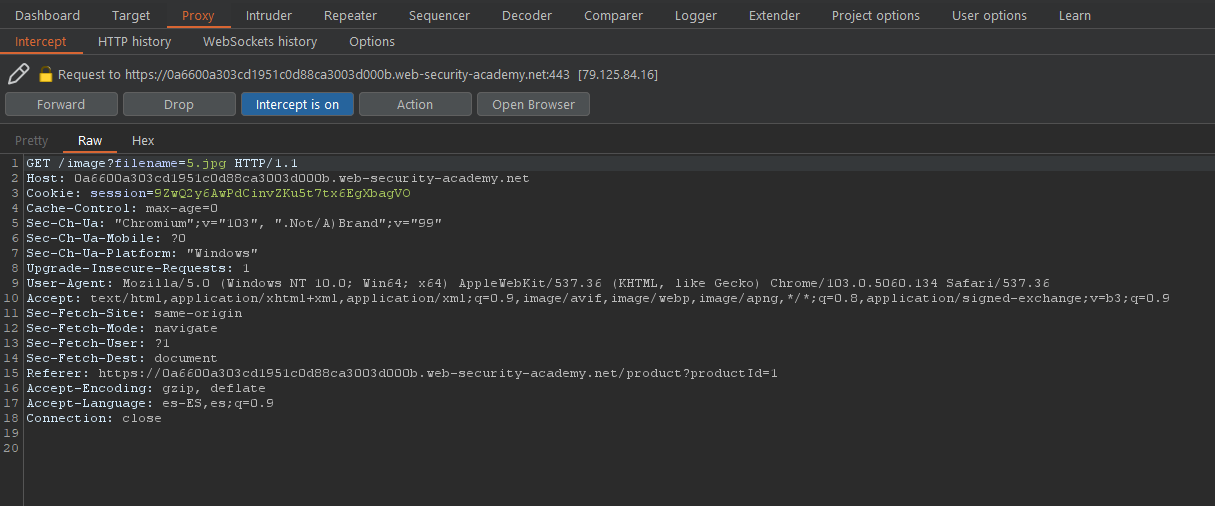 Dashboard Target Proxy Intruder Repeater Sequencer Decoder Comparer Logger Extender Project options User options Learn
Intercept HTTP history WebSockets history Options
Request to https://0a6600a303cd1951c0d88ca3003d000b.web-security-academy.net:443 [79.125.84.16]
Forward Drop Intercept is on Action Open Browser
Pretty Raw Hex
1 GET /image?filename=5.jpg HTTP/1.1
2 Host: 0a6600a303cd1951c0d88ca3003d000b.web-security-academy.net
3 Cookie: session=9ZwQ2y6AwPdCinvZKu5t7tx6EgXbagVO
4 Cache-Control: max-age=0
5 Sec-Ch-Ua: "Chromium";v="103", ".Not/A)Brand";v="99"
6 Sec-Ch-Ua-Mobile: ?0
7 Sec-Ch-Ua-Platform: "Windows"
8 Upgrade-Insecure-Requests: 1
9 User-Agent: Mozilla/5.0 (Windows NT 10.0; Win64; x64) AppleWebKit/537.36 (KHTML, like Gecko) Chrome/103.0.5060.134 Safari/537.36
10 Accept: text/html,application/xhtml+xml,application/xml;q=0.9,image/avif,image/webp,image/apng,*/*;q=0.8,application/signed-exchange;v=b3;q=0.9
11 Sec-Fetch-Site: same-origin
12 Sec-Fetch-Mode: navigate
13 Sec-Fetch-User: ?1
14 Sec-Fetch-Dest: document
15 Referer: https://0a6600a303cd1951c0d88ca3003d000b.web-security-academy.net/product?productId=1
16 Accept-Encoding: gzip, deflate
17 Accept-Language: es-ES,es;q=0.9
18 Connection: close
19
20